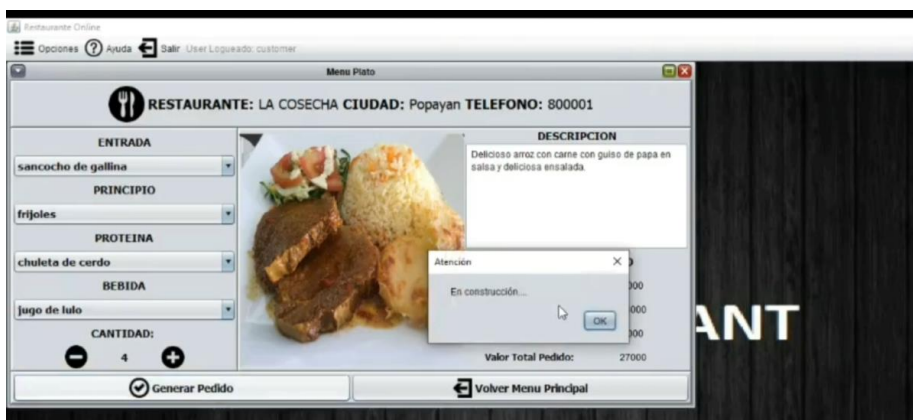 Restaurante Online
Opciones Ayuda Salir User Logueado: customer
Menu Plato
RESTAURANTE: LA COSECHA CIUDAD: Popayan TELEFONO: 800001
ENTRADA
sancocho de gallina
PRINCIPIO
frijoles
PROTEINA
chuleta de cerdo
BEBIDA
jugo de lulo
CANTIDAD:
4
DESCRIPCION
Delicioso arroz con carne con guiso de papa en
salsa y deliciosa ensalada.
Atención
En construcción...
OK
Valor Total Pedido: 27000
Generar Pedido
Volver Menu Principal
ANT